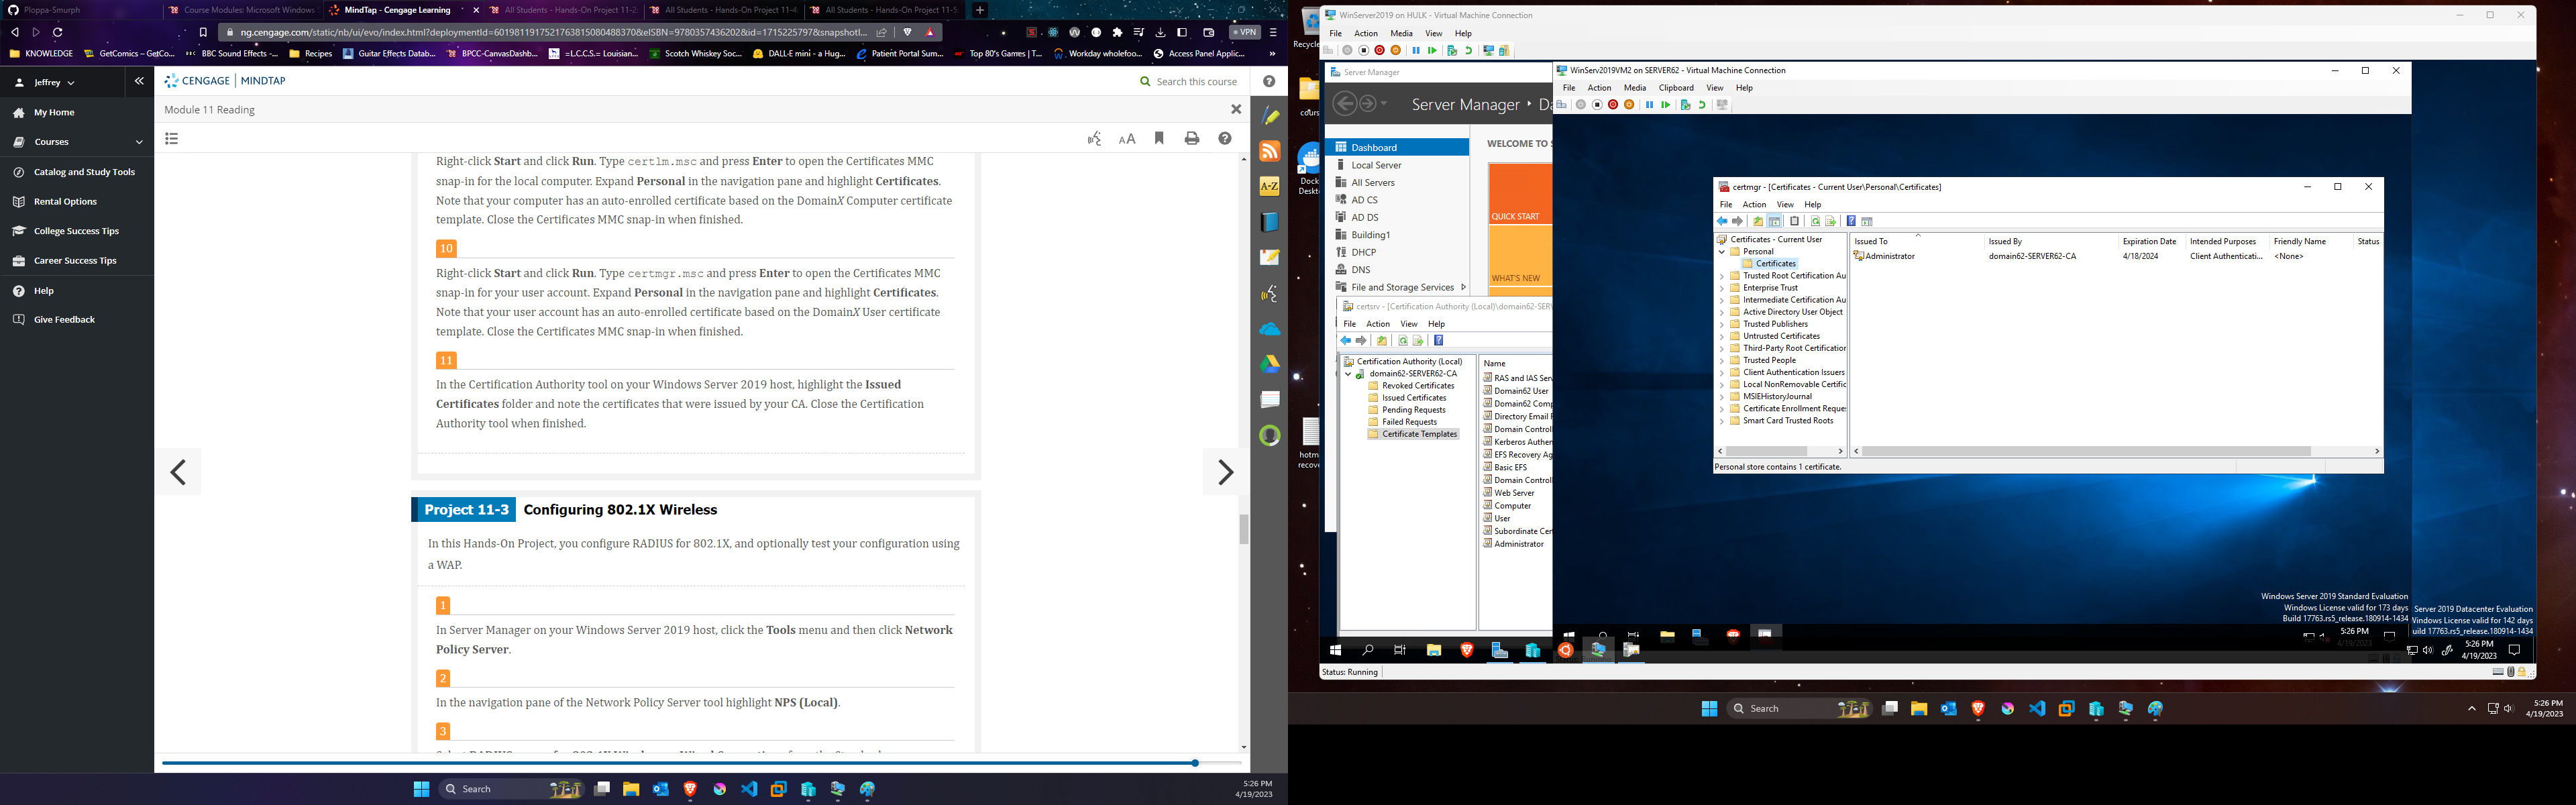 Ploppa-Smurph
Course Modules: Microsoft Windows
MindTap - Cengage Learning
All Students - Hands-On Project 11-2
All Students - Hands-On Project 11-4
All Students - Hands-On Project 11-5
ng.cengage.com/static/nb/ui/evo/index.html?deploymentId=6019811917521763815080488370&eISBN=9780357436202&id=1715225797&snapshotI...
VPN
KNOWLEDGE
GetComics – GetCo...
BBC Sound Effects -...
Recipes
Guitar Effects Datab...
BPCC-CanvasDashb...
=L.C.C.S.= Louisian...
Scotch Whiskey Soc...
DALL·E mini - a Hug...
Patient Portal Sum...
Top 80's Games | T...
Workday wholefoo...
Access Panel Applic...
Jeffrey
My Home
Courses
Catalog and Study Tools
Rental Options
College Success Tips
Career Success Tips
Help
Give Feedback
CENGAGE | MINDTAP
Search this course
Module 11 Reading
AA
A-Z
Right-click Start and click Run. Type certlm.msc and press Enter to open the Certificates MMC
snap-in for the local computer. Expand Personal in the navigation pane and highlight Certificates.
Note that your computer has an auto-enrolled certificate based on the DomainX Computer certificate
template. Close the Certificates MMC snap-in when finished.
10
Right-click Start and click Run. Type certmgr.msc and press Enter to open the Certificates MMC
snap-in for your user account. Expand Personal in the navigation pane and highlight Certificates.
Note that your user account has an auto-enrolled certificate based on the DomainX User certificate
template. Close the Certificates MMC snap-in when finished.
11
In the Certification Authority tool on your Windows Server 2019 host, highlight the Issued
Certificates folder and note the certificates that were issued by your CA. Close the Certification
Authority tool when finished.
Project 11-3 Configuring 802.1X Wireless
In this Hands-On Project, you configure RADIUS for 802.1X, and optionally test your configuration using
a WAP.
1
In Server Manager on your Windows Server 2019 host, click the Tools menu and then click Network
Policy Server.
2
In the navigation pane of the Network Policy Server tool highlight NPS (Local).
3
Search
5:26 PM
4/19/2023
Recycle
cours
Dock
Deskt
hotm
recov
WinServer2019 on HULK - Virtual Machine Connection
File Action Media View Help
Server Manager
Server Manager
Dashboard
Local Server
All Servers
AD CS
AD DS
Building1
DHCP
DNS
File and Storage Services
WELCOME TO S
QUICK START
WHAT'S NEW
certsrv - [Certification Authority (Local)\domain62-SERV
File Action View Help
Certification Authority (Local)
domain62-SERVER62-CA
Revoked Certificates
Issued Certificates
Pending Requests
Failed Requests
Certificate Templates
Name
RAS and IAS Serv
Domain62 User
Domain62 Comp
Directory Email R
Domain Controll
Kerberos Authen
EFS Recovery Ag
Basic EFS
Domain Controll
Web Server
Computer
User
Subordinate Cer
Administrator
WinServ2019VM2 on SERVER62 - Virtual Machine Connection
File Action Media Clipboard View Help
certmgr - [Certificates - Current User\Personal\Certificates]
File Action View Help
Certificates - Current User
Personal
Certificates
Trusted Root Certification Au
Enterprise Trust
Intermediate Certification Au
Active Directory User Object
Trusted Publishers
Untrusted Certificates
Third-Party Root Certification
Trusted People
Client Authentication Issuers
Local NonRemovable Certific
MSIEHistoryJournal
Certificate Enrollment Reque
Smart Card Trusted Roots
Issued To Issued By Expiration Date Intended Purposes Friendly Name Status
Administrator domain62-SERVER62-CA 4/18/2024 Client Authenticati... <None>
Personal store contains 1 certificate.
Windows Server 2019 Standard Evaluation
Windows License valid for 173 days
Build 17763.rs5_release.180914-1434
5:26 PM
4/19/2023
Server 2019 Datacenter Evaluation
Windows License valid for 142 days
uild 17763.rs5_release.180914-1434
5:26 PM
4/19/2023
Status: Running
Search
5:26 PM
4/19/2023